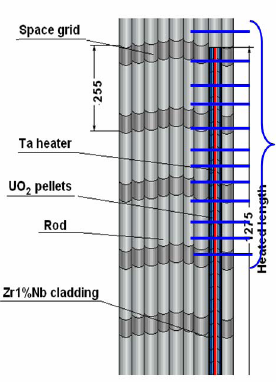 Space grid
255
Ta heater
UO₂ pellets
Rod
Zr1%Nb cladding
1275
Heated length